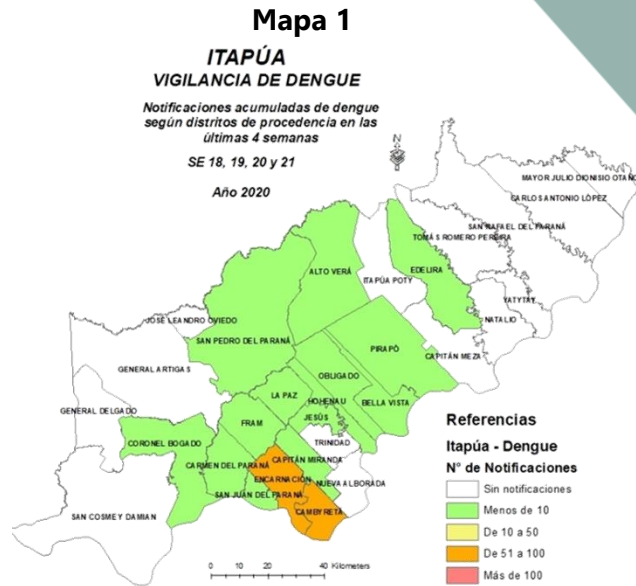 Mapa 1
ITAPÚA
VIGILANCIA DE DENGUE
Notificaciones acumuladas de dengue
según distritos de procedencia en las
últimas 4 semanas
SE 18, 19, 20 y 21
Año 2020
N
MAYOR JULIO DIONISIO OTAÑO
CARLOS ANTONIO LÓPEZ
SAN RAFAEL DEL PARANÁ
TOMÁS ROMERO PEREIRA
ALTO VERÁ
EDELIRA
ITAPÚA POTY
YATYTAY
NATALIO
JOSÉ LEANDRO OVIEDO
SAN PEDRO DEL PARANÁ
PIRAPÓ
CAPITÁN MEZA
GENERAL ARTIGAS
OBLIGADO
LA PAZ
HOHENAU
BELLA VISTA
GENERAL DELGADO
JESÚS
FRAM
TRINIDAD
CORONEL BOGADO
CAPITÁN MIRANDA
CARMEN DEL PARANÁ
ENCARNACIÓN
NUEVA ALBORADA
SAN JUÁN DEL PARANÁ
CAMBYRETÁ
SAN COSME Y DAMIAN
0 10 20 40 Kilometers
Referencias
Itapúa - Dengue
N° de Notificaciones
Sin notificaciones
Menos de 10
De 10 a 50
De 51 a 100
Más de 100